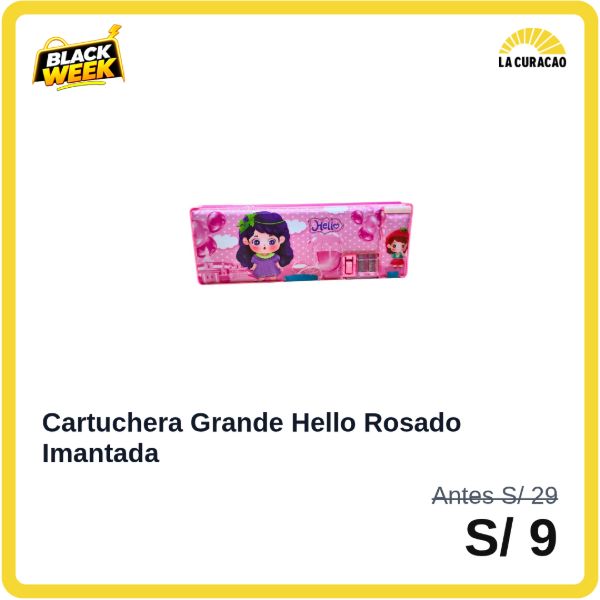 BLACK
WEEK
LA CURACAO
Hello
Cartuchera Grande Hello Rosado
Imantada
Antes S/ 29
S/ 9